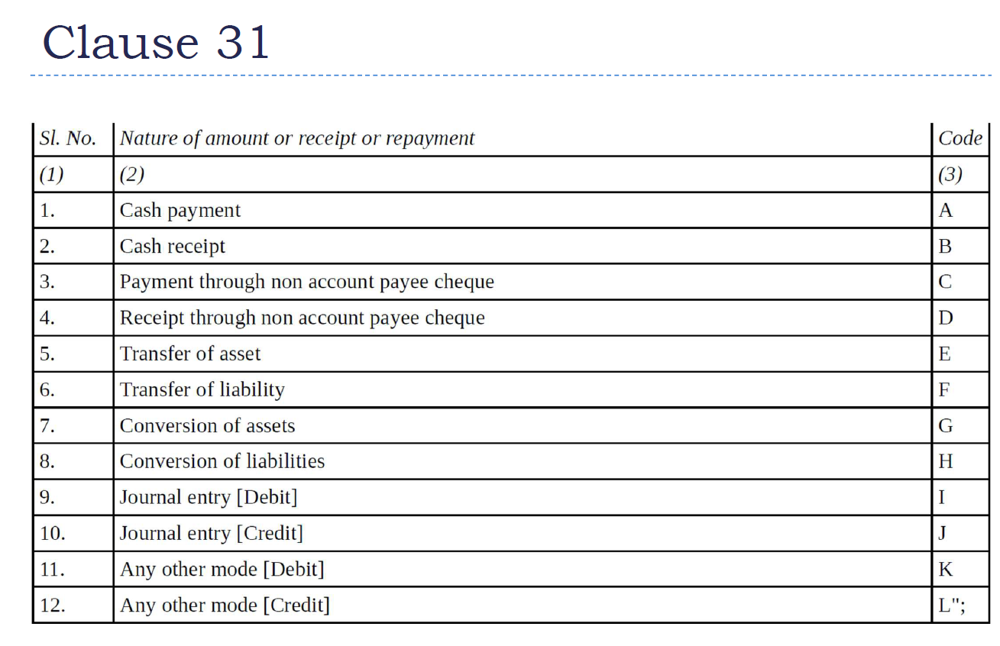 Clause 31
Sl. No. Nature of amount or receipt or repayment Code
(1) (2) (3)
1. Cash payment A
2. Cash receipt B
3. Payment through non account payee cheque C
4. Receipt through non account payee cheque D
5. Transfer of asset E
6. Transfer of liability F
7. Conversion of assets G
8. Conversion of liabilities H
9. Journal entry [Debit] I
10. Journal entry [Credit] J
11. Any other mode [Debit] K
12. Any other mode [Credit] L";